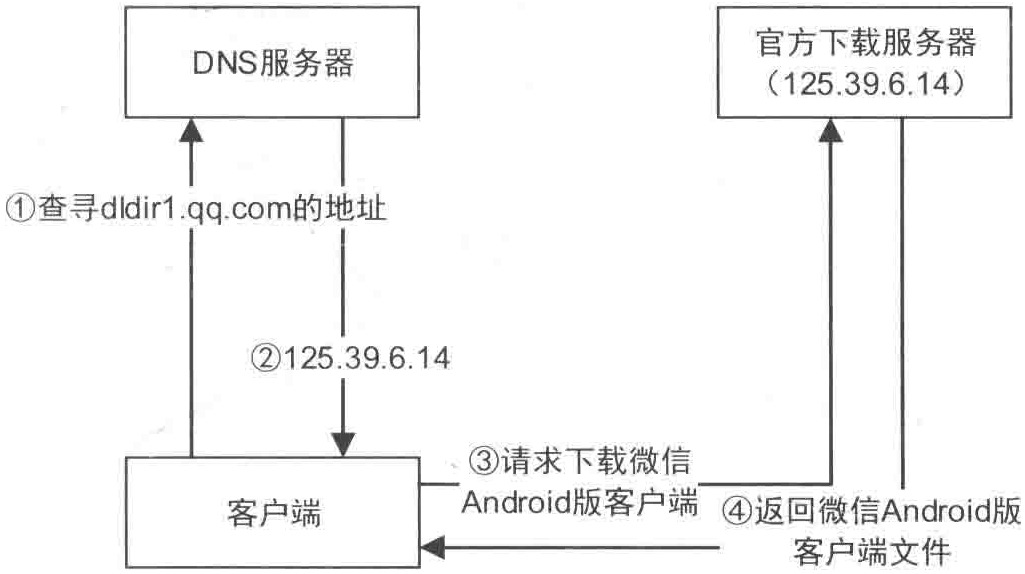 DNS服务器
官方下载服务器
（125.39.6.14）
①查寻dldir1.qq.com的地址
②125.39.6.14
客户端
③请求下载微信
Android版客户端
④返回微信Android版
客户端文件